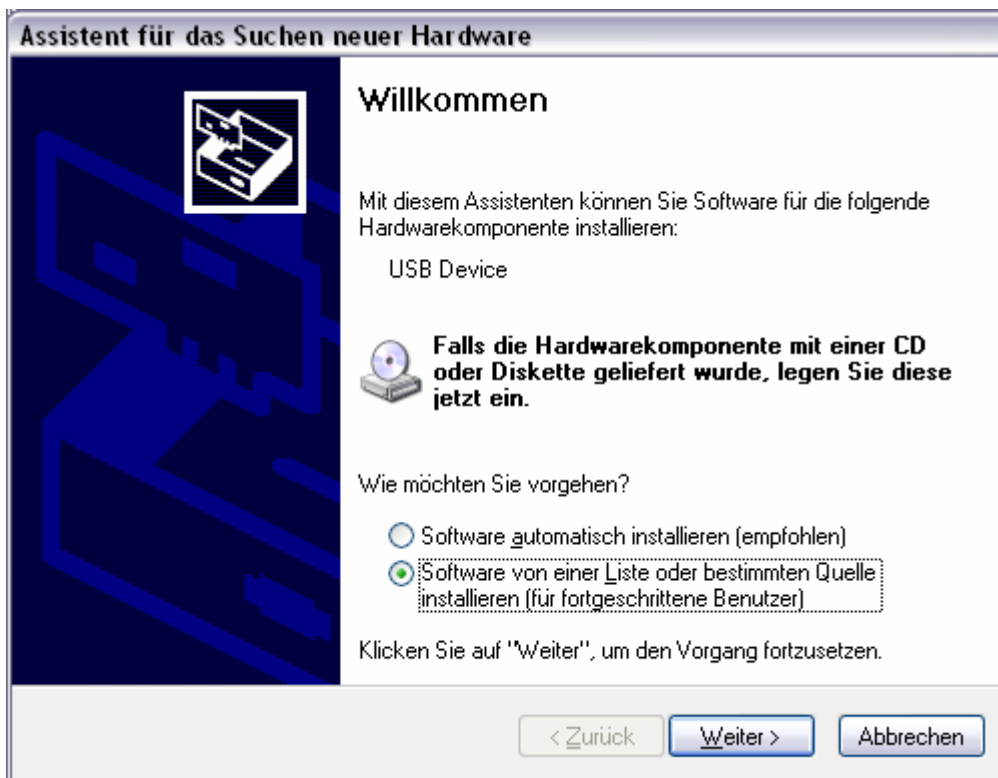 Assistent für das Suchen neuer Hardware
Willkommen
Mit diesem Assistenten können Sie Software für die folgende
Hardwarekomponente installieren:
USB Device
Falls die Hardwarekomponente mit einer CD
oder Diskette geliefert wurde, legen Sie diese
jetzt ein.
Wie möchten Sie vorgehen?
Software automatisch installieren (empfohlen)
Software von einer Liste oder bestimmten Quelle
installieren (für fortgeschrittene Benutzer)
Klicken Sie auf "Weiter", um den Vorgang fortzusetzen.
< Zurück Weiter > Abbrechen